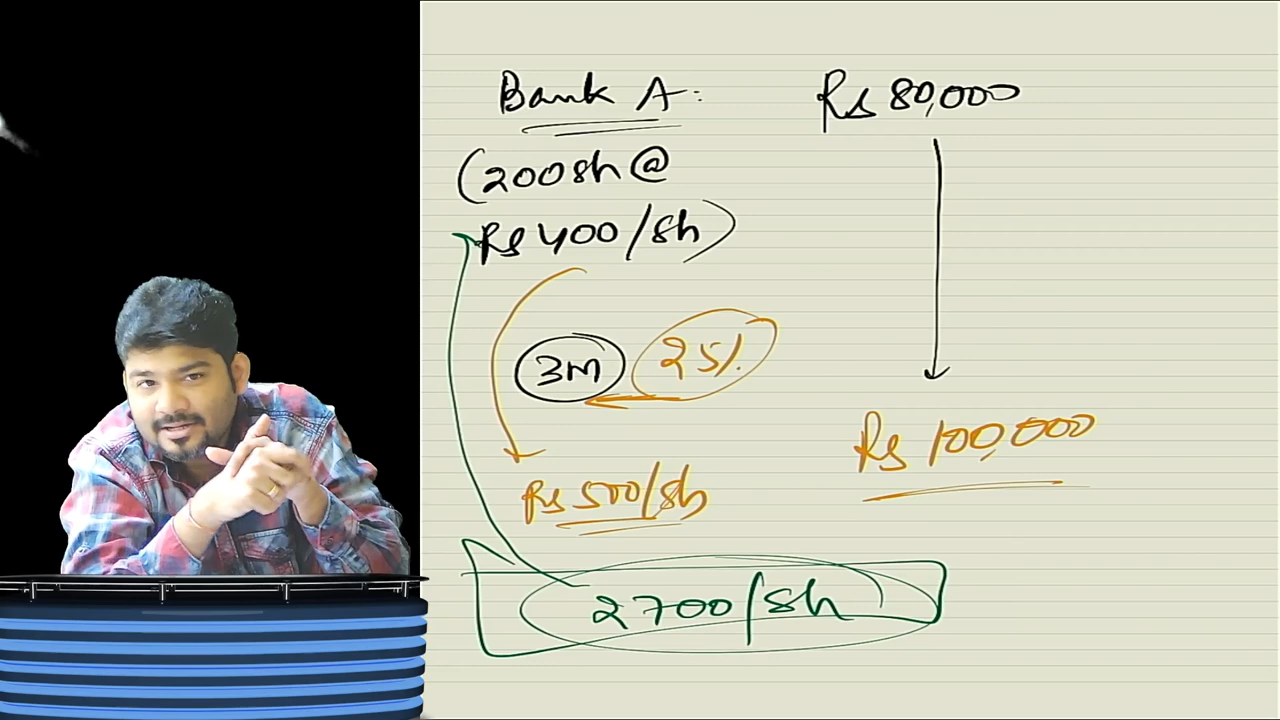 Bank A:
Rs 80,000
(200sh @
Rs 400/sh)
3m
25%
Rs 100,000
Rs 500/sh
2700/sh